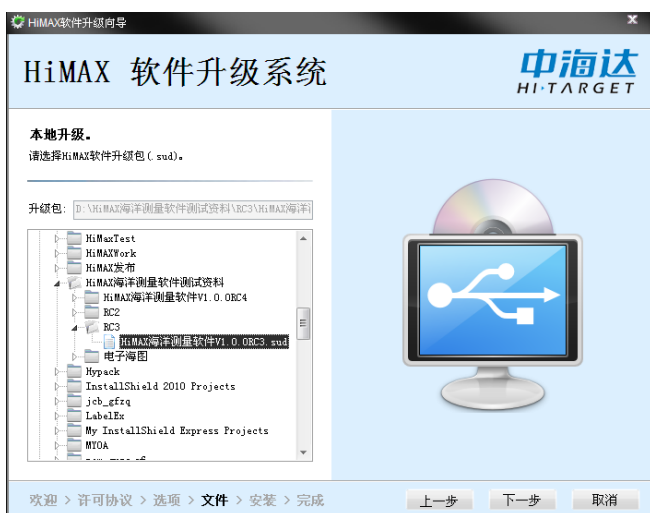 HiMAX软件升级向导
HiMAX 软件升级系统
中海达
HI·TARGET
本地升级。
请选择HiMAX软件升级包(.sud)。
升级包: D:\HiMAX海洋测量软件测试资料\RC3\HiMAX海洋
HiMaxTest
HiMAXWork
HiMAX发布
HiMAX海洋测量软件测试资料
HiMAX海洋测量软件V1.0.0RC4
RC2
RC3
HiMAX海洋测量软件V1.0.0RC3.sud
电子海图
Hypack
InstallShield 2010 Projects
jcb_gfzq
LabelEx
My InstallShield Express Projects
MYOA
欢迎 > 许可协议 > 选项 > 文件 > 安装 > 完成
上一步 下一步 取消